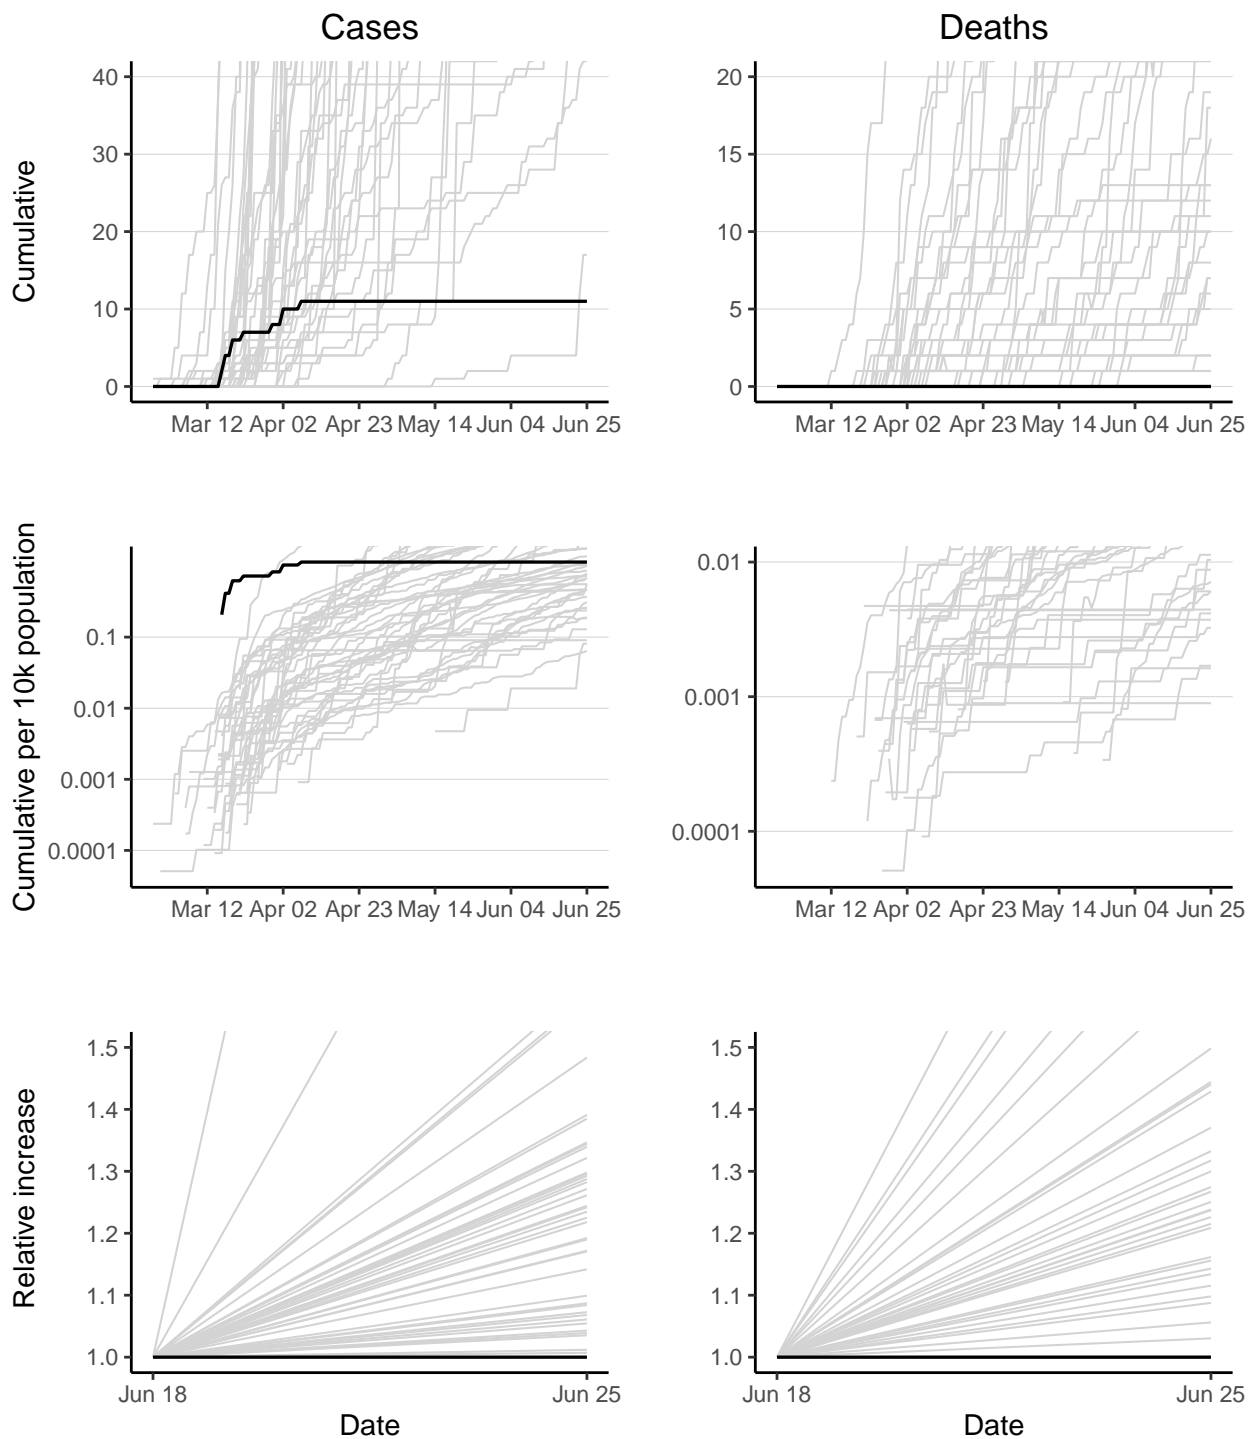 Cases
Deaths
Cumulative
40
30
20
10
0
Mar 12 Apr 02 Apr 23 May 14 Jun 04 Jun 25
20
15
10
5
0
Mar 12 Apr 02 Apr 23 May 14 Jun 04 Jun 25
Cumulative per 10k population
0.1
0.01
0.001
0.0001
Mar 12 Apr 02 Apr 23 May 14 Jun 04 Jun 25
0.01
0.001
0.0001
Mar 12 Apr 02 Apr 23 May 14 Jun 04 Jun 25
Relative increase
1.5
1.4
1.3
1.2
1.1
1.0
Jun 18 Jun 25
Date
1.5
1.4
1.3
1.2
1.1
1.0
Jun 18 Jun 25
Date